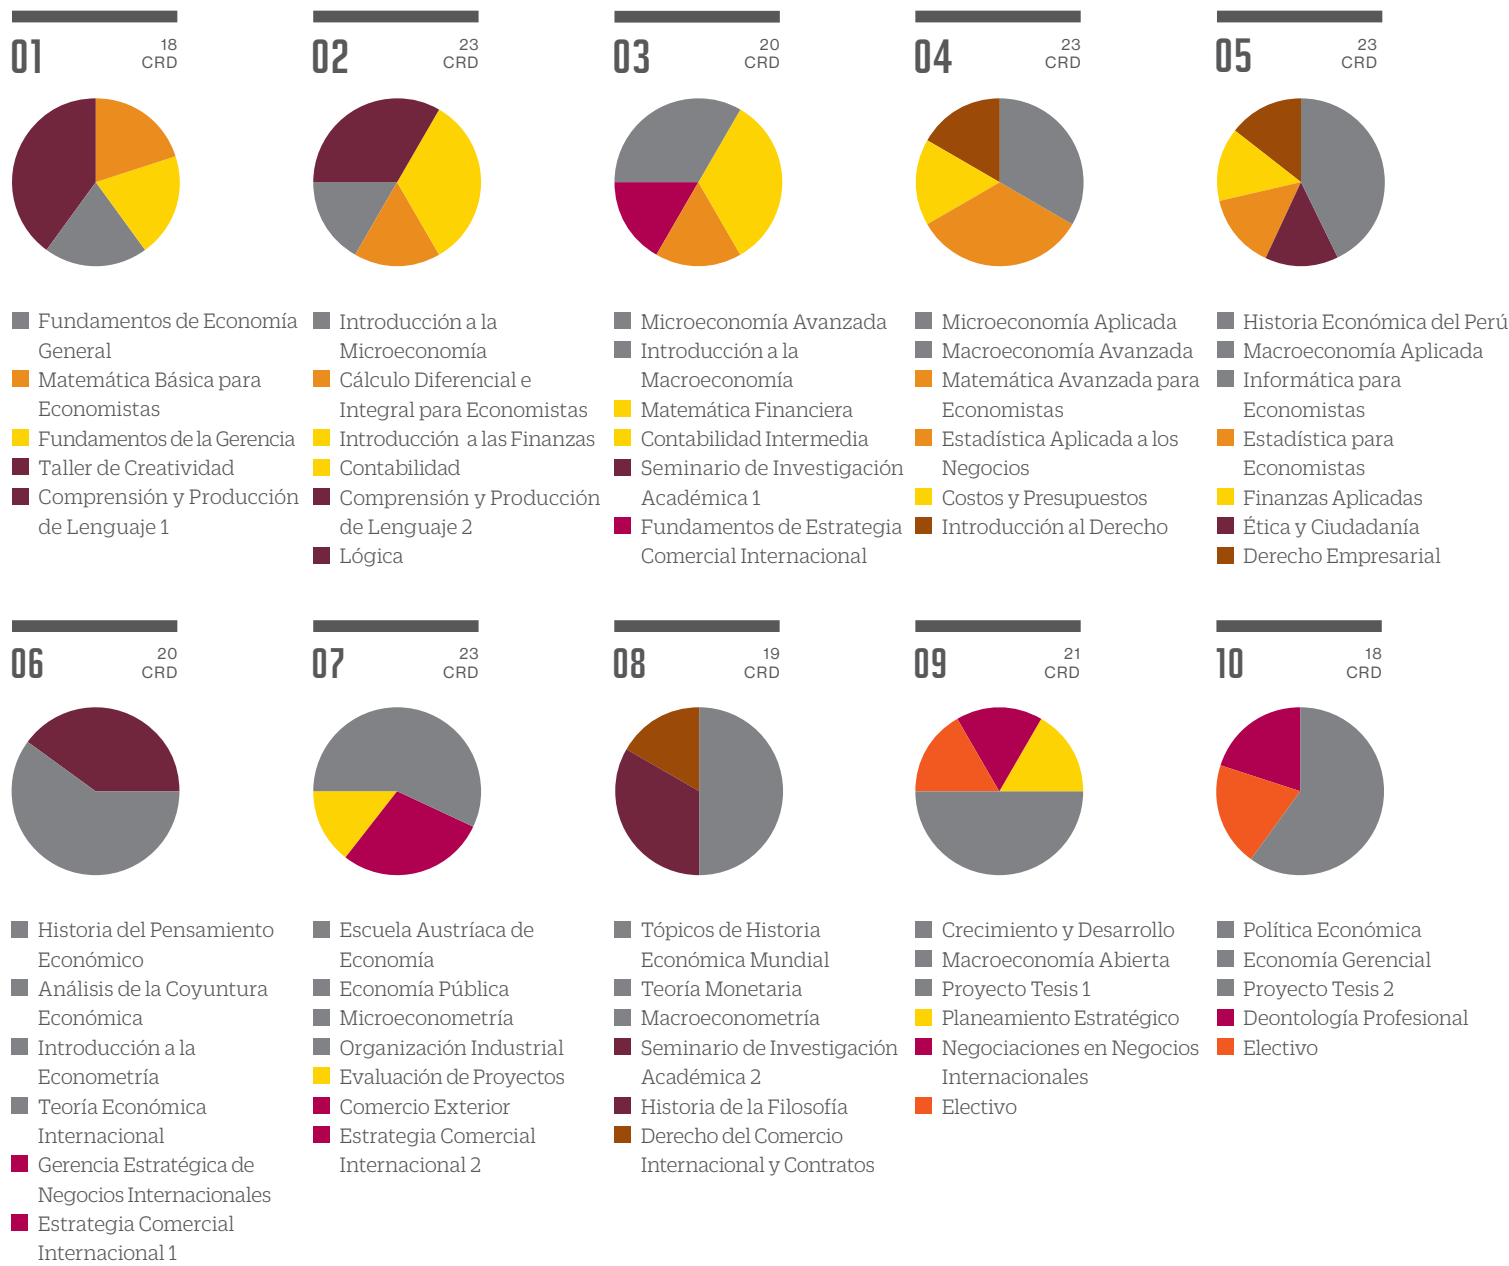 01
18
CRD
Fundamentos de Economía
General
Matemática Básica para
Economistas
Fundamentos de la Gerencia
Taller de Creatividad
Comprensión y Producción
de Lenguaje 1
02
23
CRD
Introducción a la
Microeconomía
Cálculo Diferencial e
Integral para Economistas
Introducción a las Finanzas
Contabilidad
Comprensión y Producción
de Lenguaje 2
Lógica
03
20
CRD
Microeconomía Avanzada
Introducción a la
Macroeconomía
Matemática Financiera
Contabilidad Intermedia
Seminario de Investigación
Académica 1
Fundamentos de Estrategia
Comercial Internacional
04
23
CRD
Microeconomía Aplicada
Macroeconomía Avanzada
Matemática Avanzada para
Economistas
Estadística Aplicada a los
Negocios
Costos y Presupuestos
Introducción al Derecho
05
23
CRD
Historia Económica del Perú
Macroeconomía Aplicada
Informática para
Economistas
Estadística para
Economistas
Finanzas Aplicadas
Ética y Ciudadanía
Derecho Empresarial
06
20
CRD
Historia del Pensamiento
Económico
Análisis de la Coyuntura
Económica
Introducción a la
Econometría
Teoría Económica
Internacional
Gerencia Estratégica de
Negocios Internacionales
Estrategia Comercial
Internacional 1
07
23
CRD
Escuela Austríaca de
Economía
Economía Pública
Microeconometría
Organización Industrial
Evaluación de Proyectos
Comercio Exterior
Estrategia Comercial
Internacional 2
08
19
CRD
Tópicos de Historia
Económica Mundial
Teoría Monetaria
Macroeconometría
Seminario de Investigación
Académica 2
Historia de la Filosofía
Derecho del Comercio
Internacional y Contratos
09
21
CRD
Crecimiento y Desarrollo
Macroeconomía Abierta
Proyecto Tesis 1
Planeamiento Estratégico
Negociaciones en Negocios
Internacionales
Electivo
10
18
CRD
Política Económica
Economía Gerencial
Proyecto Tesis 2
Deontología Profesional
Electivo